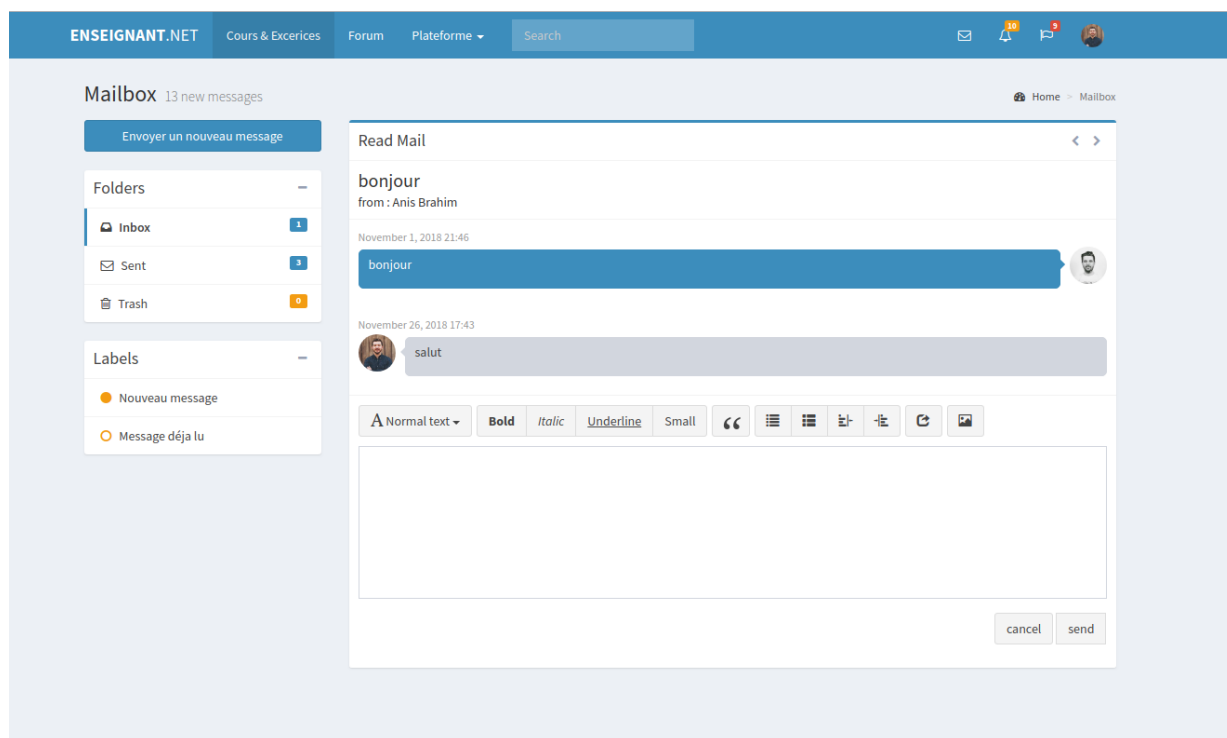 ENSEIGNANT.NET Cours & Excerices Forum Plateforme Search 10 9
Mailbox 13 new messages
Home > Mailbox
Envoyer un nouveau message
Folders
Inbox 1
Sent 3
Trash 0
Labels
Nouveau message
Message déja lu
Read Mail
bonjour
from : Anis Brahim
November 1, 2018 21:46
bonjour
November 26, 2018 17:43
salut
A Normal text Bold Italic Underline Small
cancel send